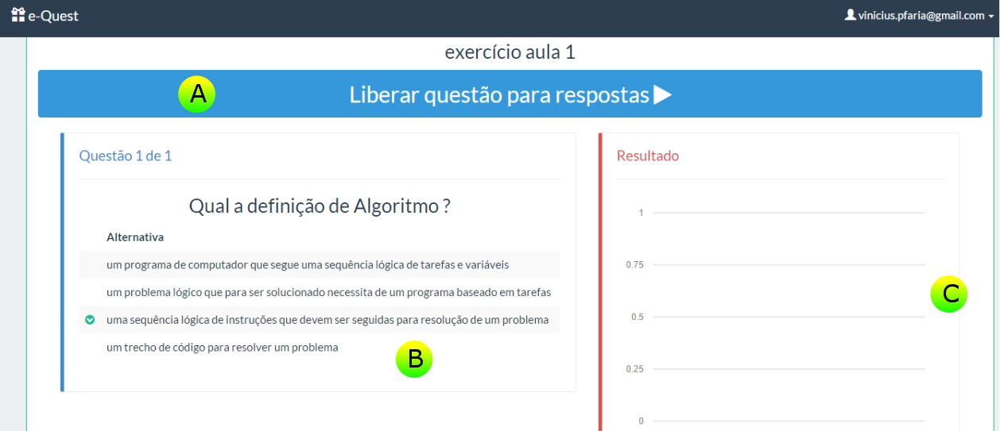 e-Quest
vinicius.pfaria@gmail.com
exercício aula 1
A
Liberar questão para respostas
Questão 1 de 1
Qual a definição de Algoritmo ?
Alternativa
um programa de computador que segue uma sequência lógica de tarefas e variáveis
um problema lógico que para ser solucionado necessita de um programa baseado em tarefas
uma sequência lógica de instruções que devem ser seguidas para resolução de um problema
um trecho de código para resolver um problema
B
Resultado
1
0.75
0.5
0.25
0
C